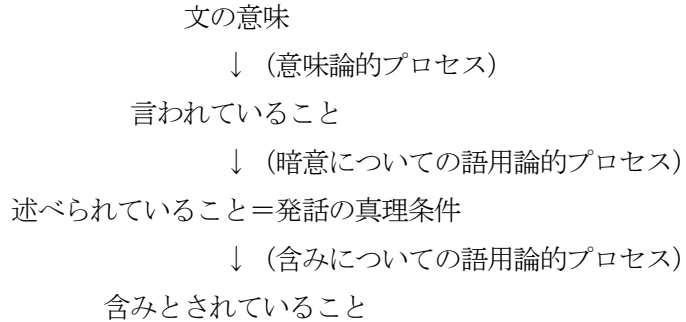 文の意味
↓（意味論的プロセス）
言われていること
↓（暗意についての語用論的プロセス）
述べられていること＝発話の真理条件
↓（含みについての語用論的プロセス）
含みとされていること